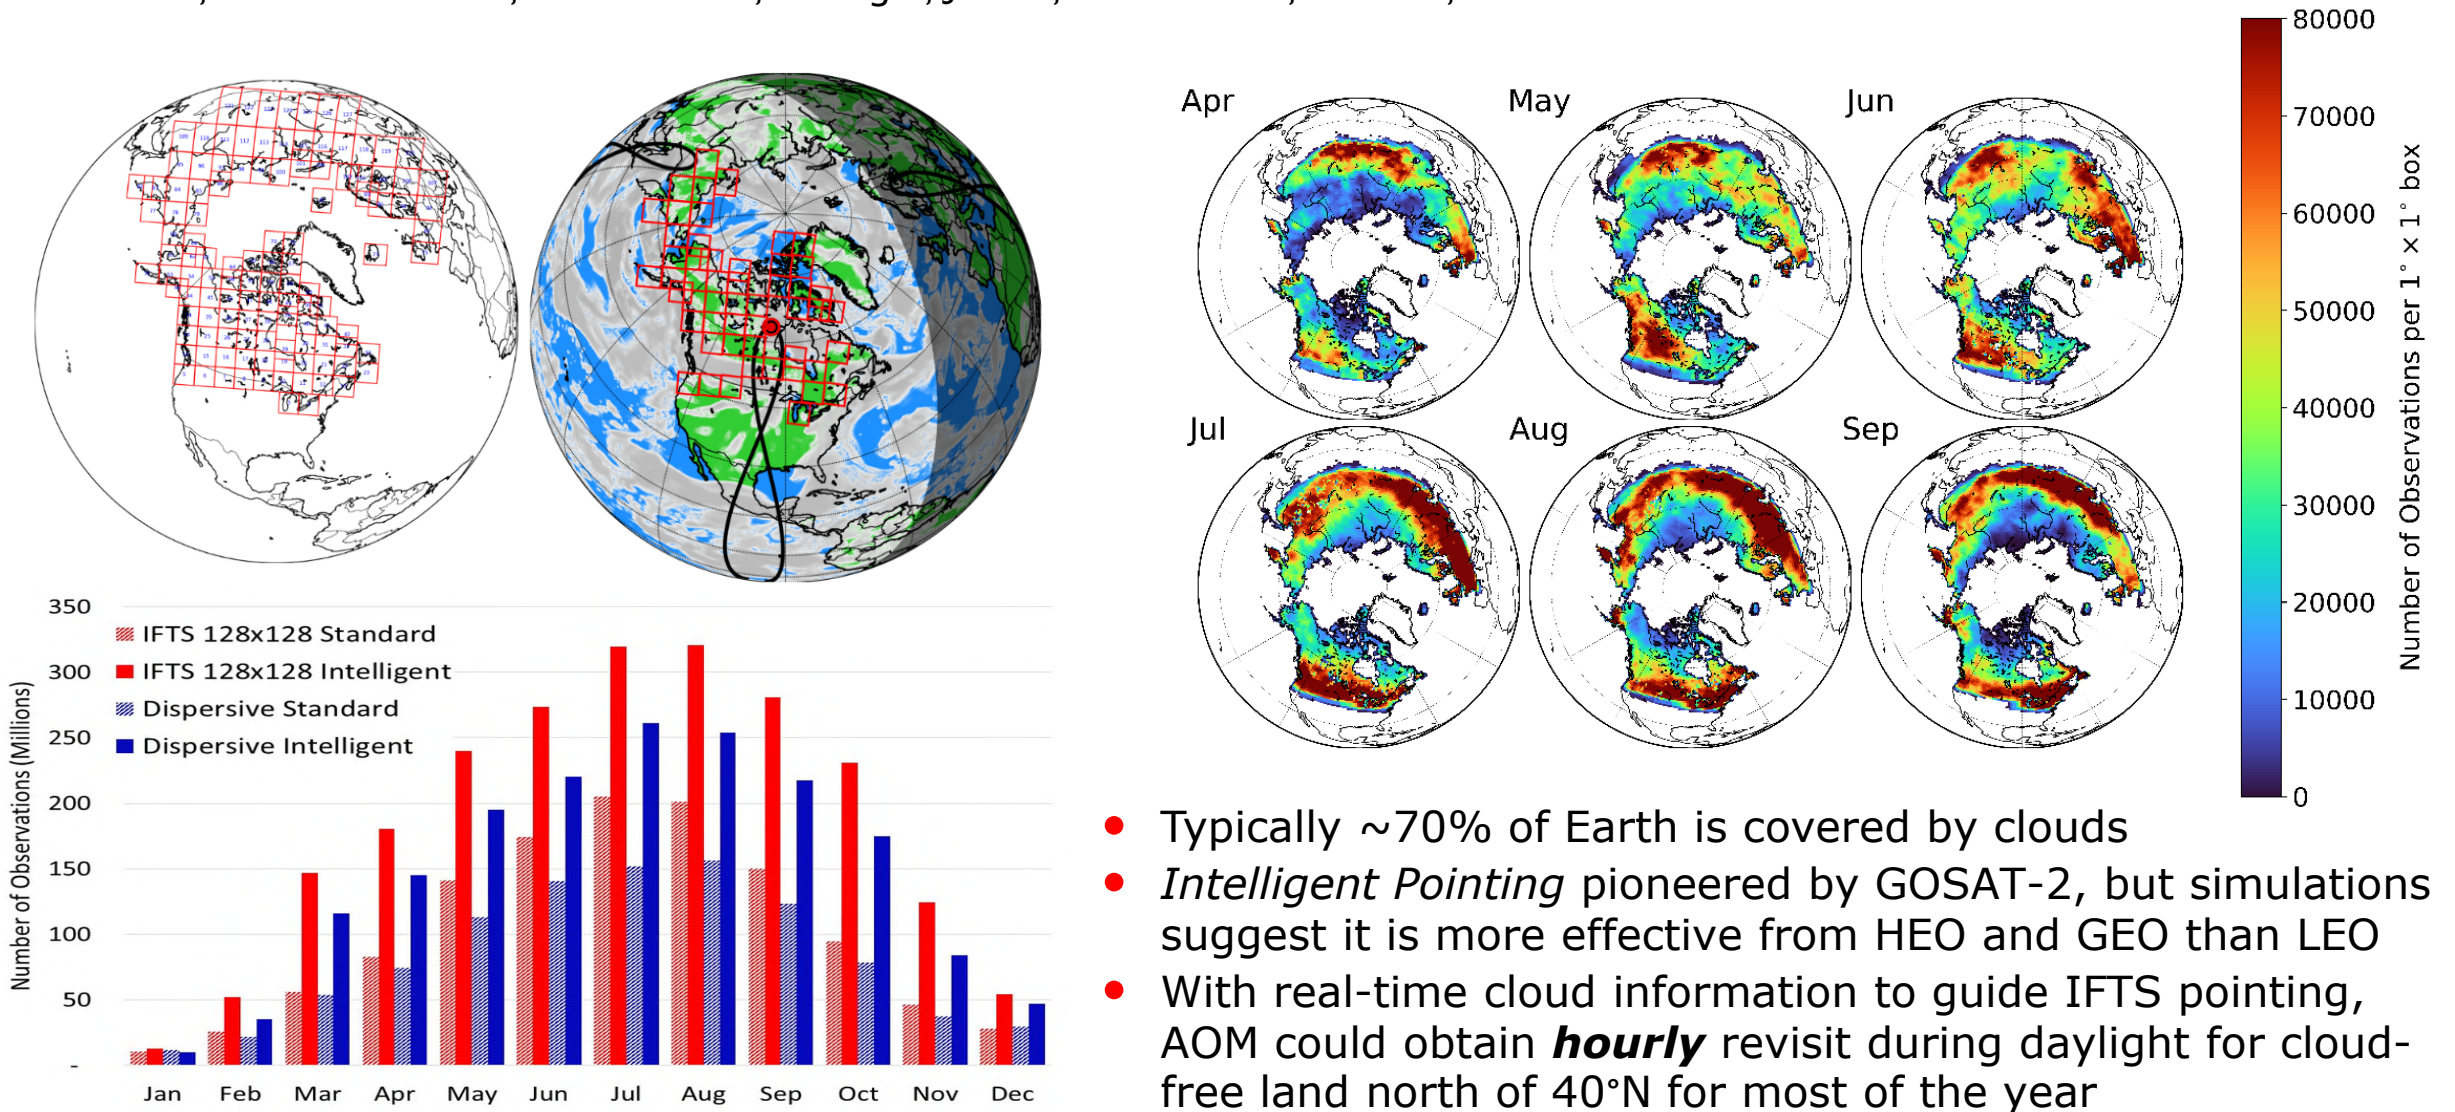 Apr
May
Jun
Jul
Aug
Sep
80000
70000
60000
50000
40000
30000
20000
10000
0
Number of Observations per 1° × 1° box
350
300
250
200
150
100
50
-
Number of Observations (Millions)
IFTS 128x128 Standard
IFTS 128x128 Intelligent
Dispersive Standard
Dispersive Intelligent
Jan Feb Mar Apr May Jun Jul Aug Sep Oct Nov Dec
• Typically ~70% of Earth is covered by clouds
• Intelligent Pointing pioneered by GOSAT-2, but simulations
suggest it is more effective from HEO and GEO than LEO
• With real-time cloud information to guide IFTS pointing,
AOM could obtain hourly revisit during daylight for cloud-
free land north of 40°N for most of the year